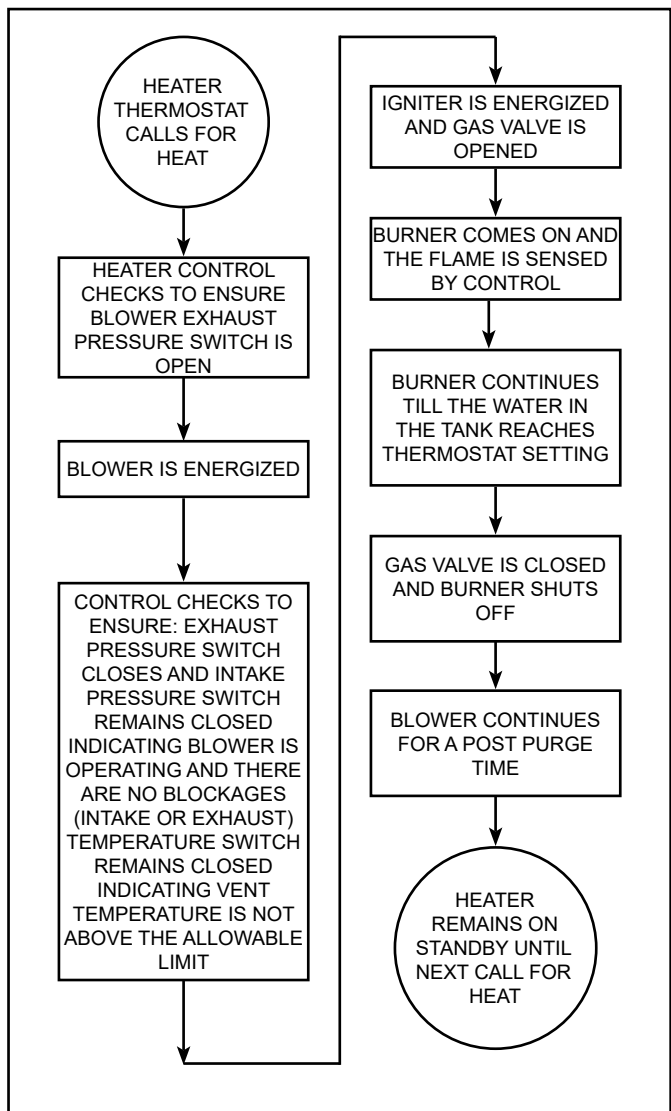 HEATER
THERMOSTAT
CALLS FOR
HEAT
HEATER CONTROL
CHECKS TO ENSURE
BLOWER EXHAUST
PRESSURE SWITCH IS
OPEN
BLOWER IS ENERGIZED
CONTROL CHECKS TO
ENSURE: EXHAUST
PRESSURE SWITCH
CLOSES AND INTAKE
PRESSURE SWITCH
REMAINS CLOSED
INDICATING BLOWER IS
OPERATING AND THERE
ARE NO BLOCKAGES
(INTAKE OR EXHAUST)
TEMPERATURE SWITCH
REMAINS CLOSED
INDICATING VENT
TEMPERATURE IS NOT
ABOVE THE ALLOWABLE
LIMIT
IGNITER IS ENERGIZED
AND GAS VALVE IS
OPENED
BURNER COMES ON AND
THE FLAME IS SENSED
BY CONTROL
BURNER CONTINUES
TILL THE WATER IN
THE TANK REACHES
THERMOSTAT SETTING
GAS VALVE IS CLOSED
AND BURNER SHUTS
OFF
BLOWER CONTINUES
FOR A POST PURGE
TIME
HEATER
REMAINS ON
STANDBY UNTIL
NEXT CALL FOR
HEAT